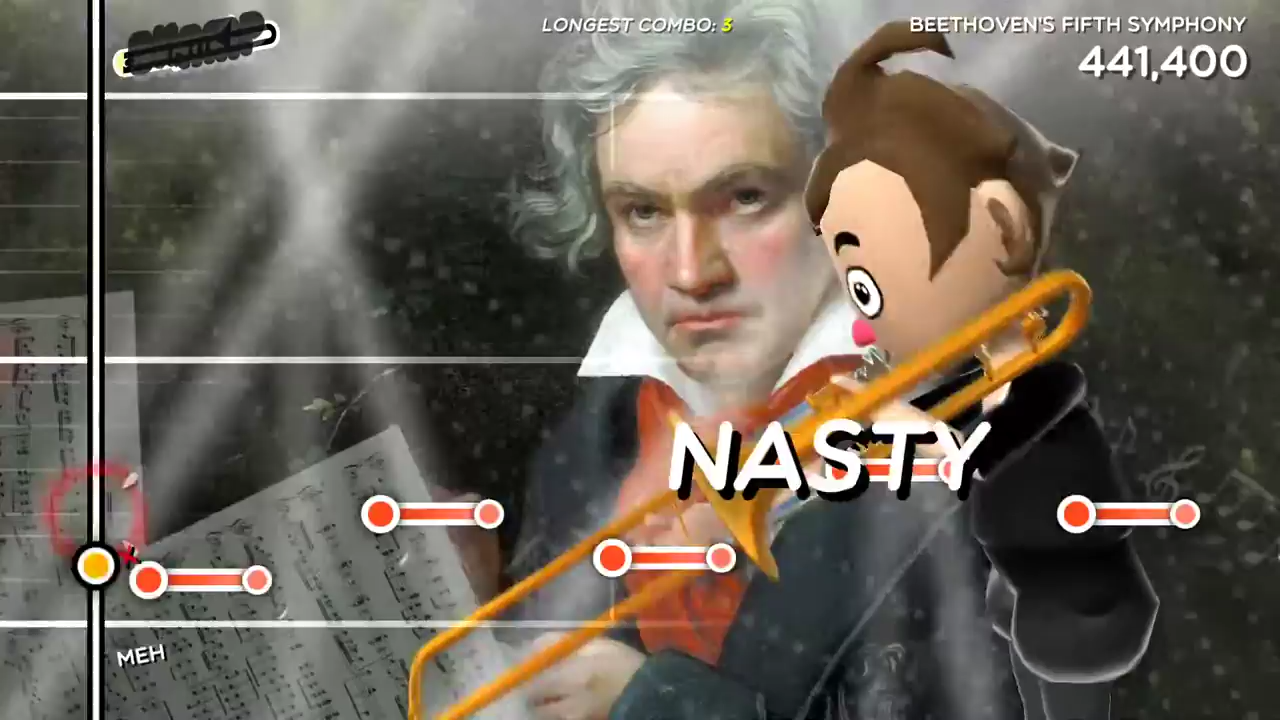 LONGEST COMBO: 3
BEETHOVEN'S FIFTH SYMPHONY
441,400
NASTY
MEH